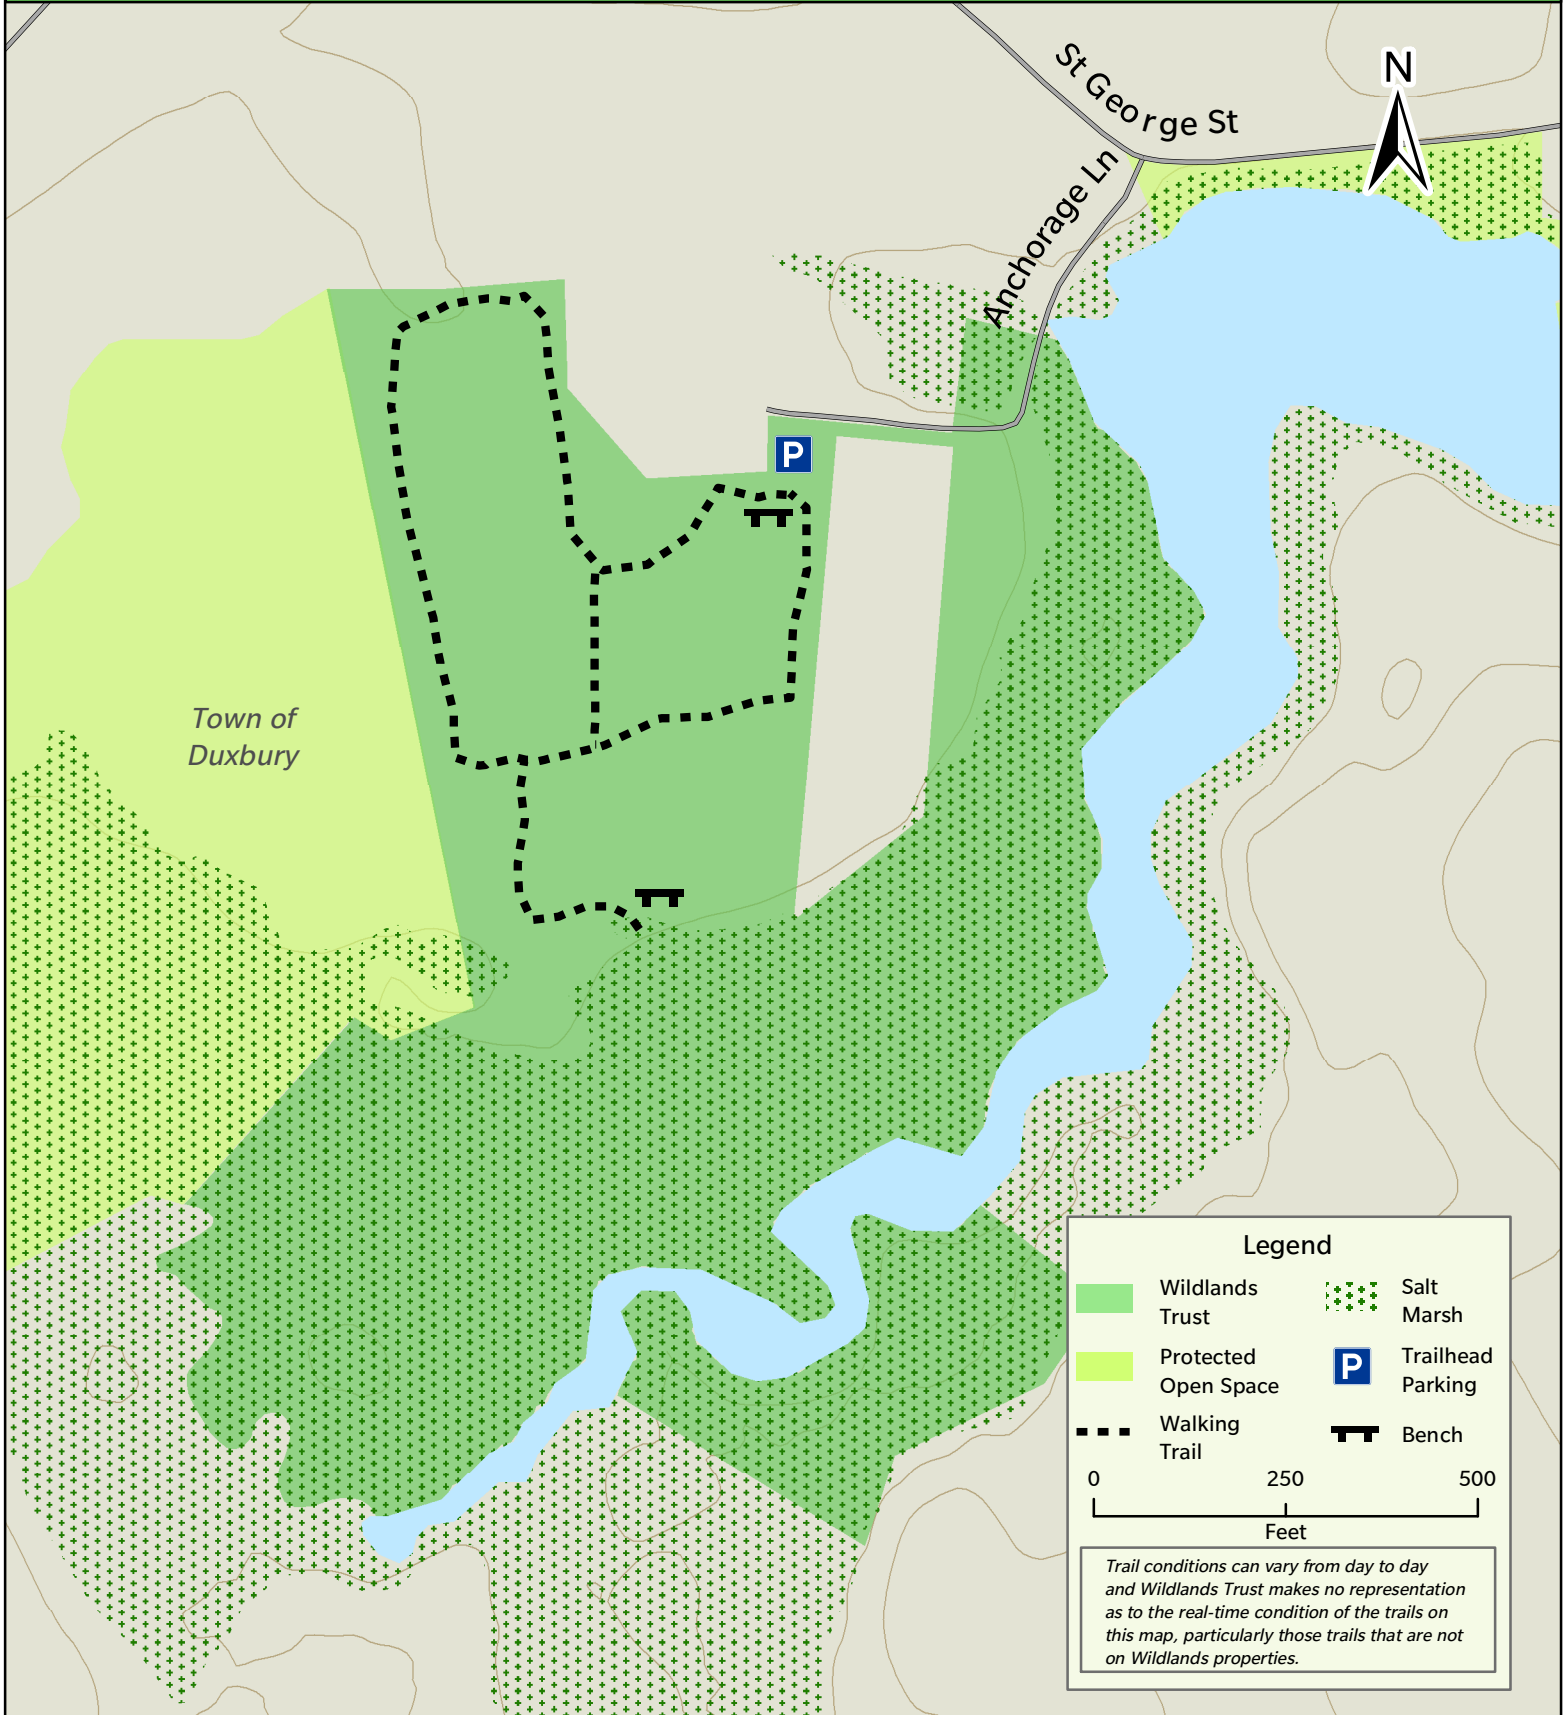 St George St
N
Anchorage Ln
P
Town of
Duxbury
Legend
Wildlands
Trust
Salt
Marsh
Protected
Open Space
P
Trailhead
Parking
Walking
Trail
Bench
0 250 500
Feet
Trail conditions can vary from day to day
and Wildlands Trust makes no representation
as to the real-time condition of the trails on
this map, particularly those trails that are not
on Wildlands properties.